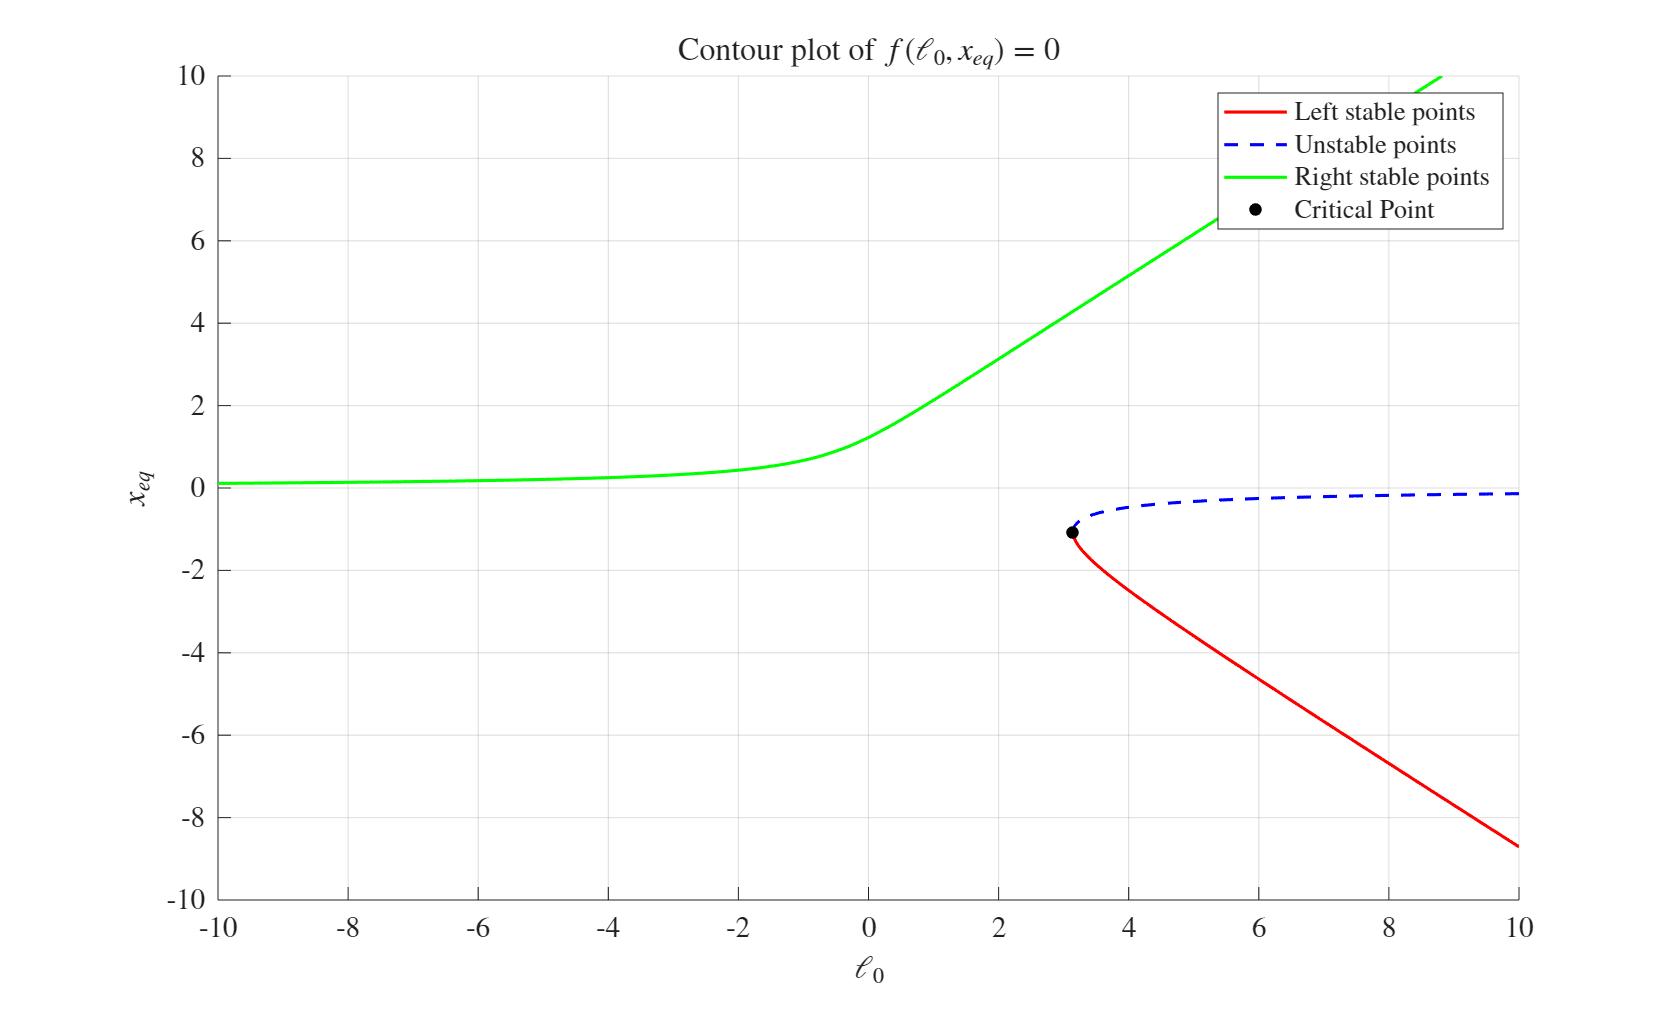 Contour plot of f(ℓ₀, x_eq) = 0
10
8
6
4
2
0
-2
-4
-6
-8
-10
x_eq
Left stable points
Unstable points
Right stable points
Critical Point
-10 -8 -6 -4 -2 0 2 4 6 8 10
ℓ₀